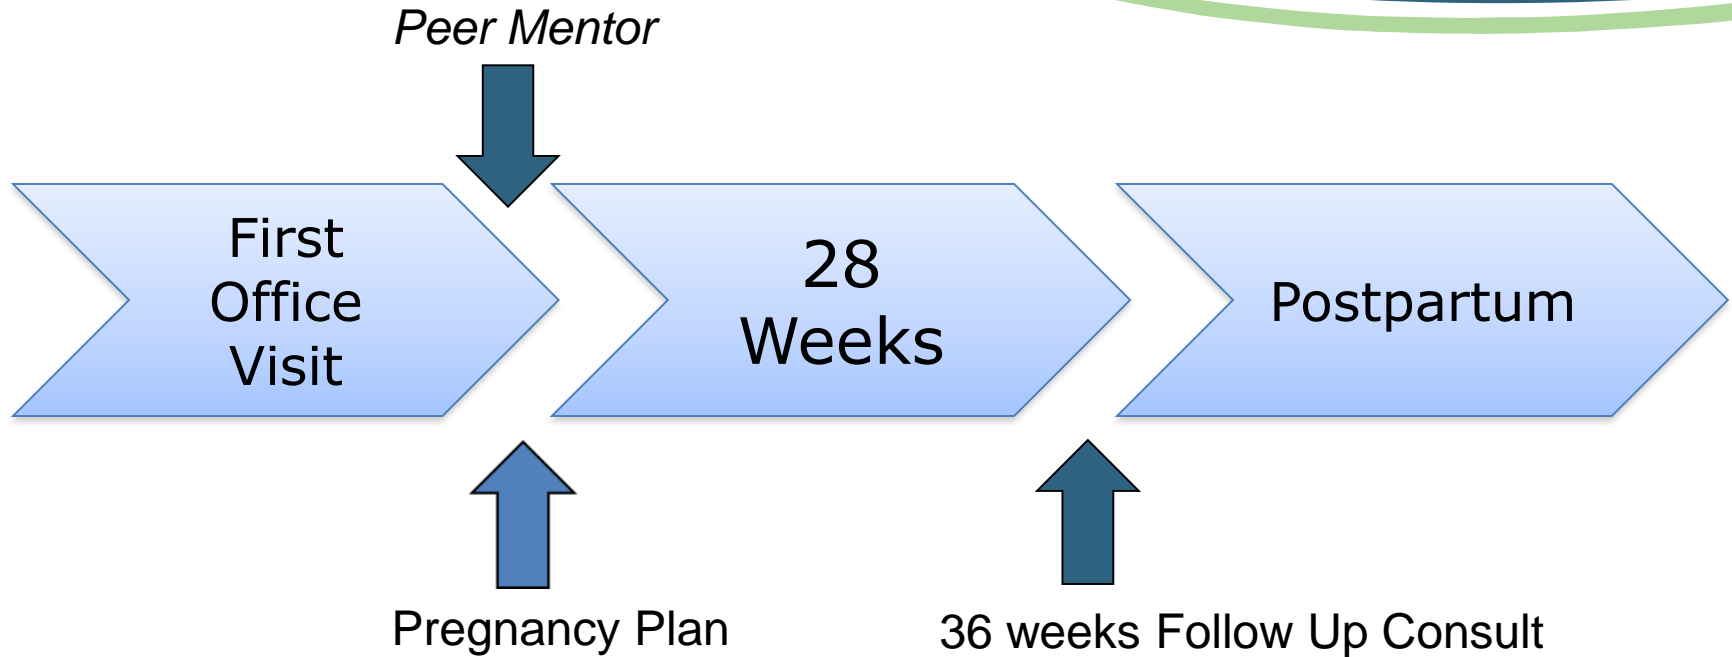 Peer Mentor
First
Office
Visit
28
Weeks
Postpartum
Pregnancy Plan
36 weeks Follow Up Consult